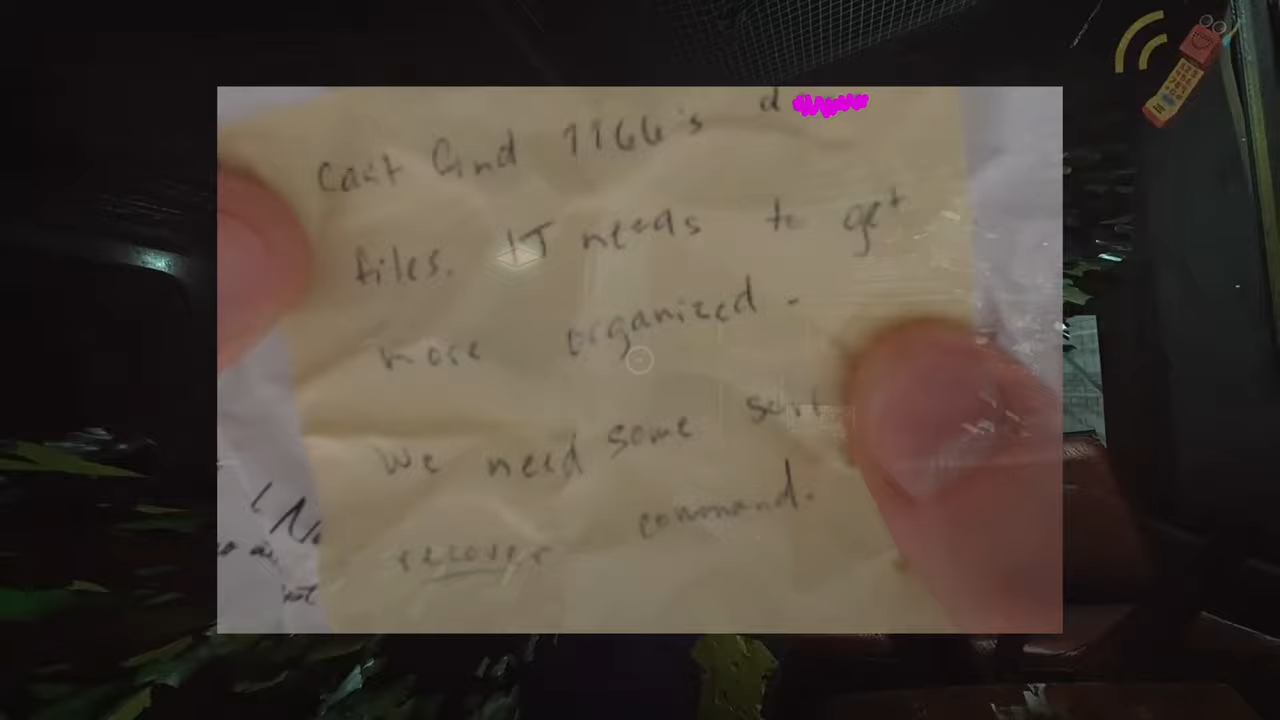 Can't find 1166's d
files. IT needs to get
more organized.
We need some sort
recover command.